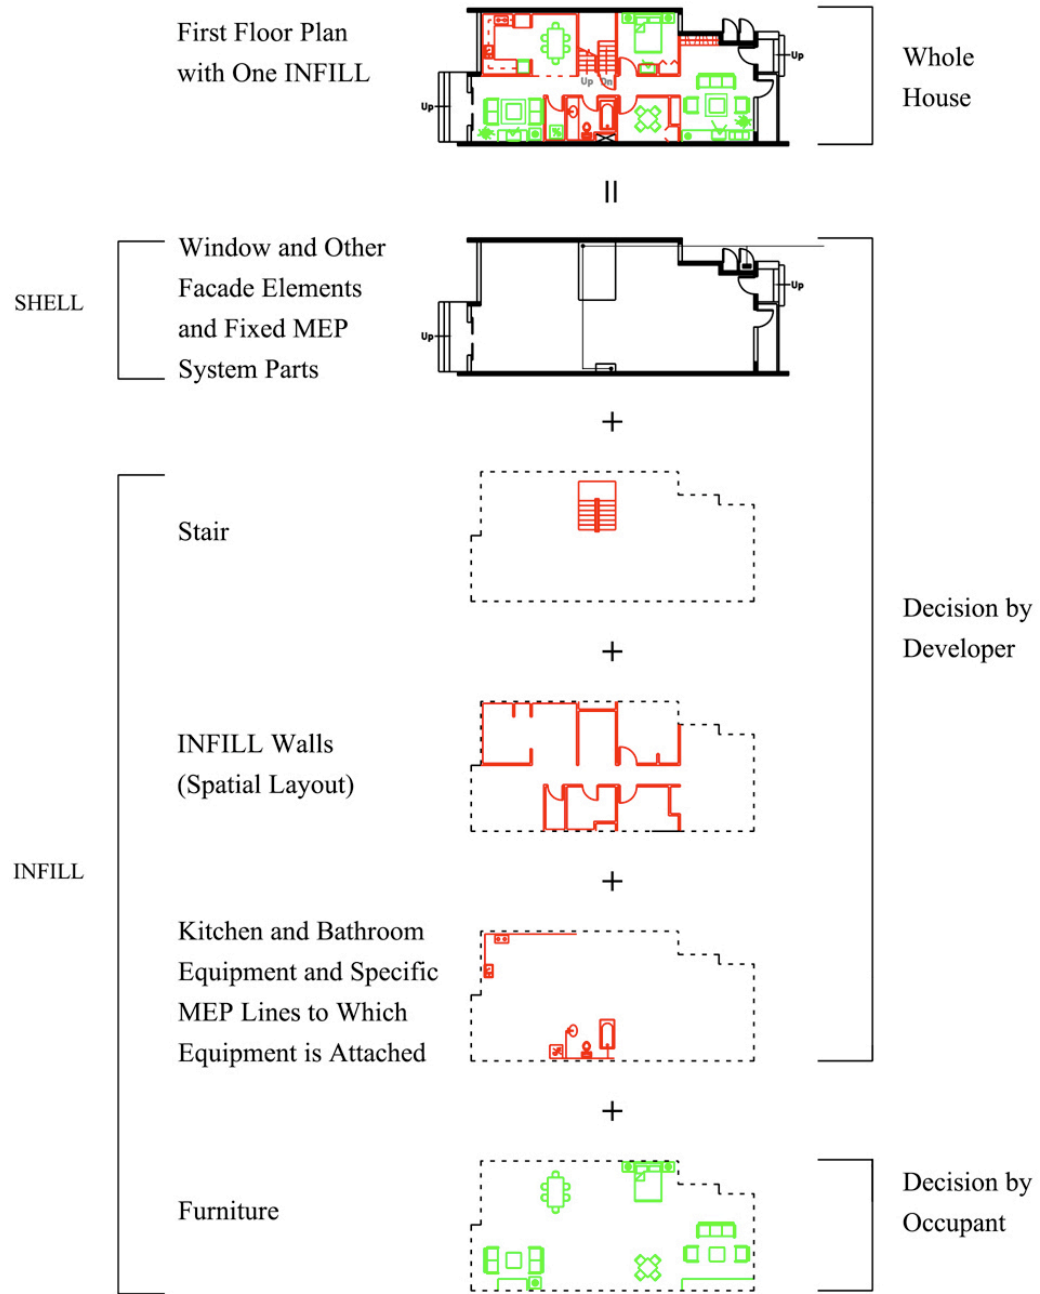 First Floor Plan
with One INFILL
Up
Up Dn
Up
Whole
House
=
SHELL
Window and Other
Facade Elements
and Fixed MEP
System Parts
Up
Up
+
Stair
+
Decision by
Developer
INFILL Walls
(Spatial Layout)
INFILL
+
Kitchen and Bathroom
Equipment and Specific
MEP Lines to Which
Equipment is Attached
+
Furniture
Decision by
Occupant